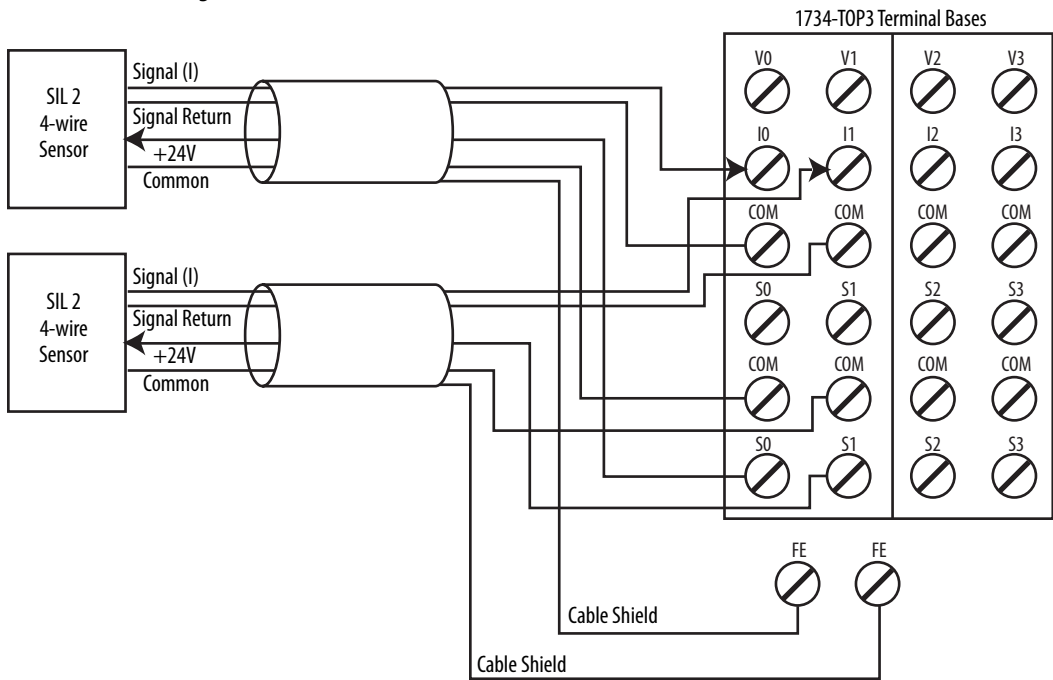 1734-TOP3 Terminal Bases
SIL 2
4-wire
Sensor
Signal (I)
Signal Return
+24V
Common
SIL 2
4-wire
Sensor
Signal (I)
Signal Return
+24V
Common
V0 V1 V2 V3
I0 I1 I2 I3
COM COM COM COM
S0 S1 S2 S3
COM COM COM COM
S0 S1 S2 S3
FE FE
Cable Shield
Cable Shield